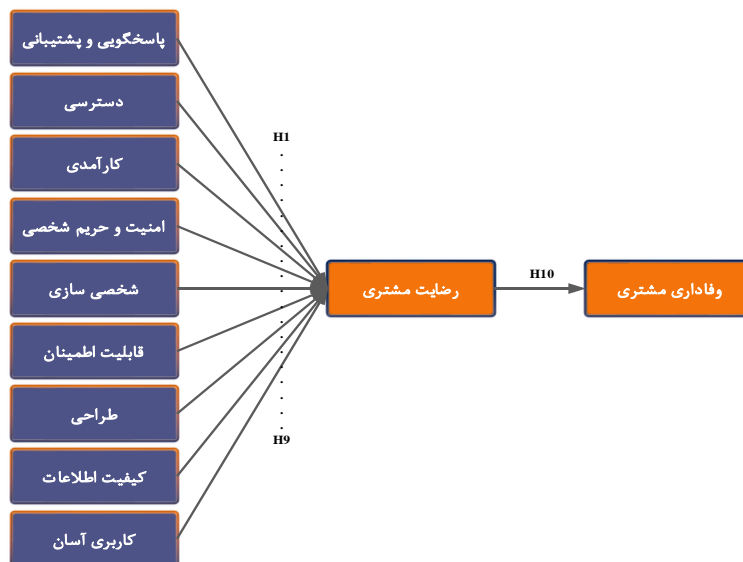 پاسخگویی و پشتیبانی
دسترسی
کارآمدی
امنیت و حریم شخصی
شخصی سازی
قابلیت اطمینان
طراحی
کیفیت اطلاعات
کاربری آسان
H1
H9
رضایت مشتری
H10
وفاداری مشتری